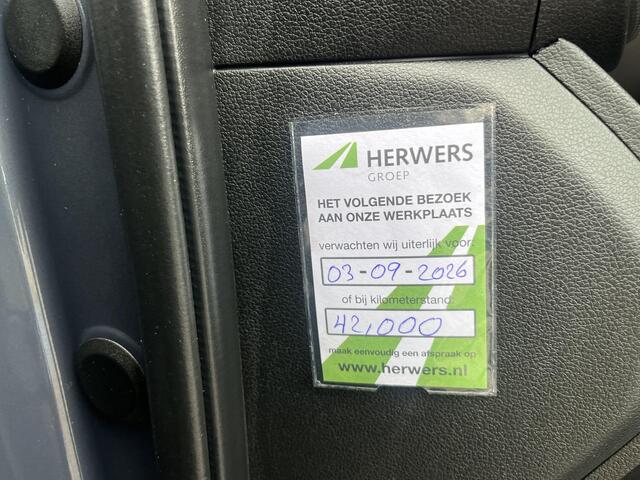 HERWERS
GROEP
HET VOLGENDE BEZOEK
AAN ONZE WERKPLAATS
verwachten wij uiterlijk voor:
03-09-2026
of bij kilometerstand:
42,000
maak eenvoudig een afspraak op
www.herwers.nl